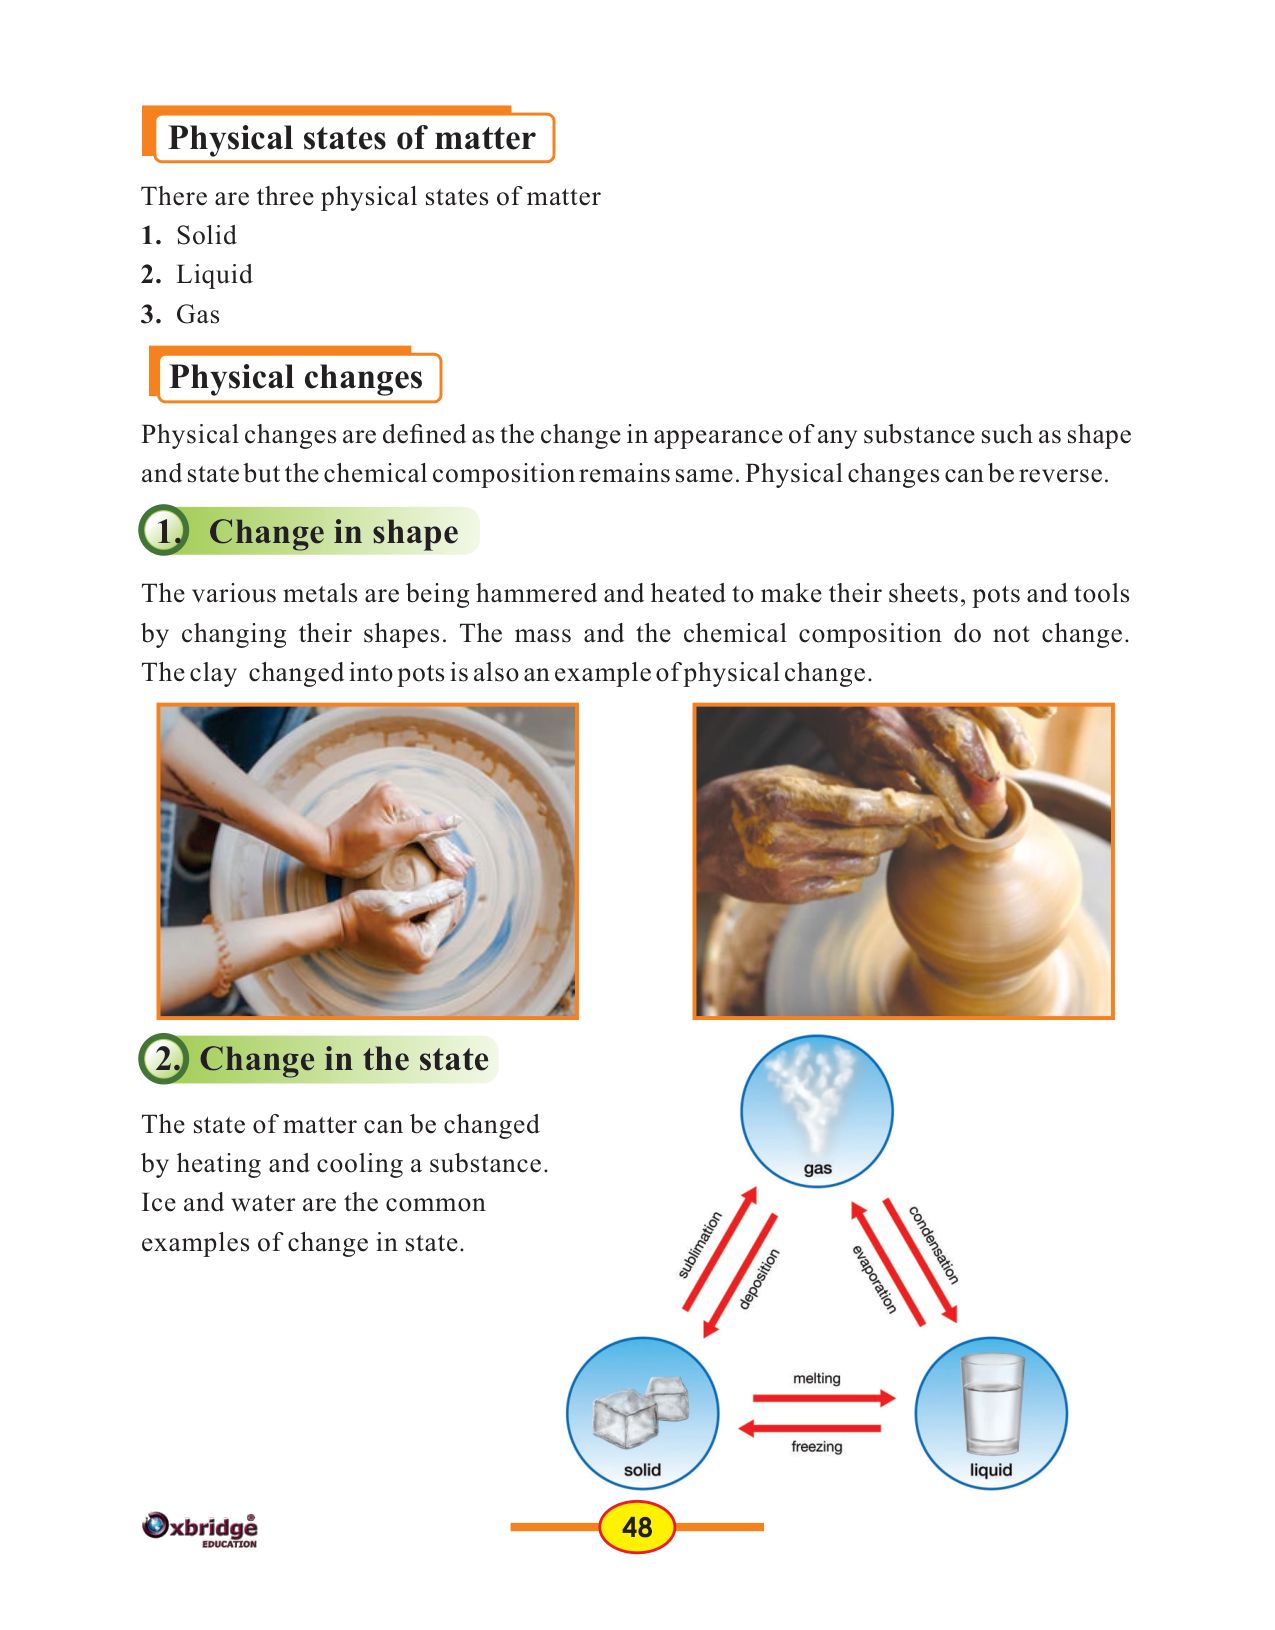 Physical states of matter
There are three physical states of matter
1. Solid
2. Liquid
3. Gas
Physical changes
Physical changes are defined as the change in appearance of any substance such as shape
and state but the chemical composition remains same. Physical changes can be reverse.
1. Change in shape
The various metals are being hammered and heated to make their sheets, pots and tools
by changing their shapes. The mass and the chemical composition do not change.
The clay changed into pots is also an example of physical change.
2. Change in the state
The state of matter can be changed
by heating and cooling a substance.
Ice and water are the common
examples of change in state.
gas
sublimation
deposition
evaporation
condensation
melting
freezing
solid
liquid
Oxbridge®
EDUCATION
48